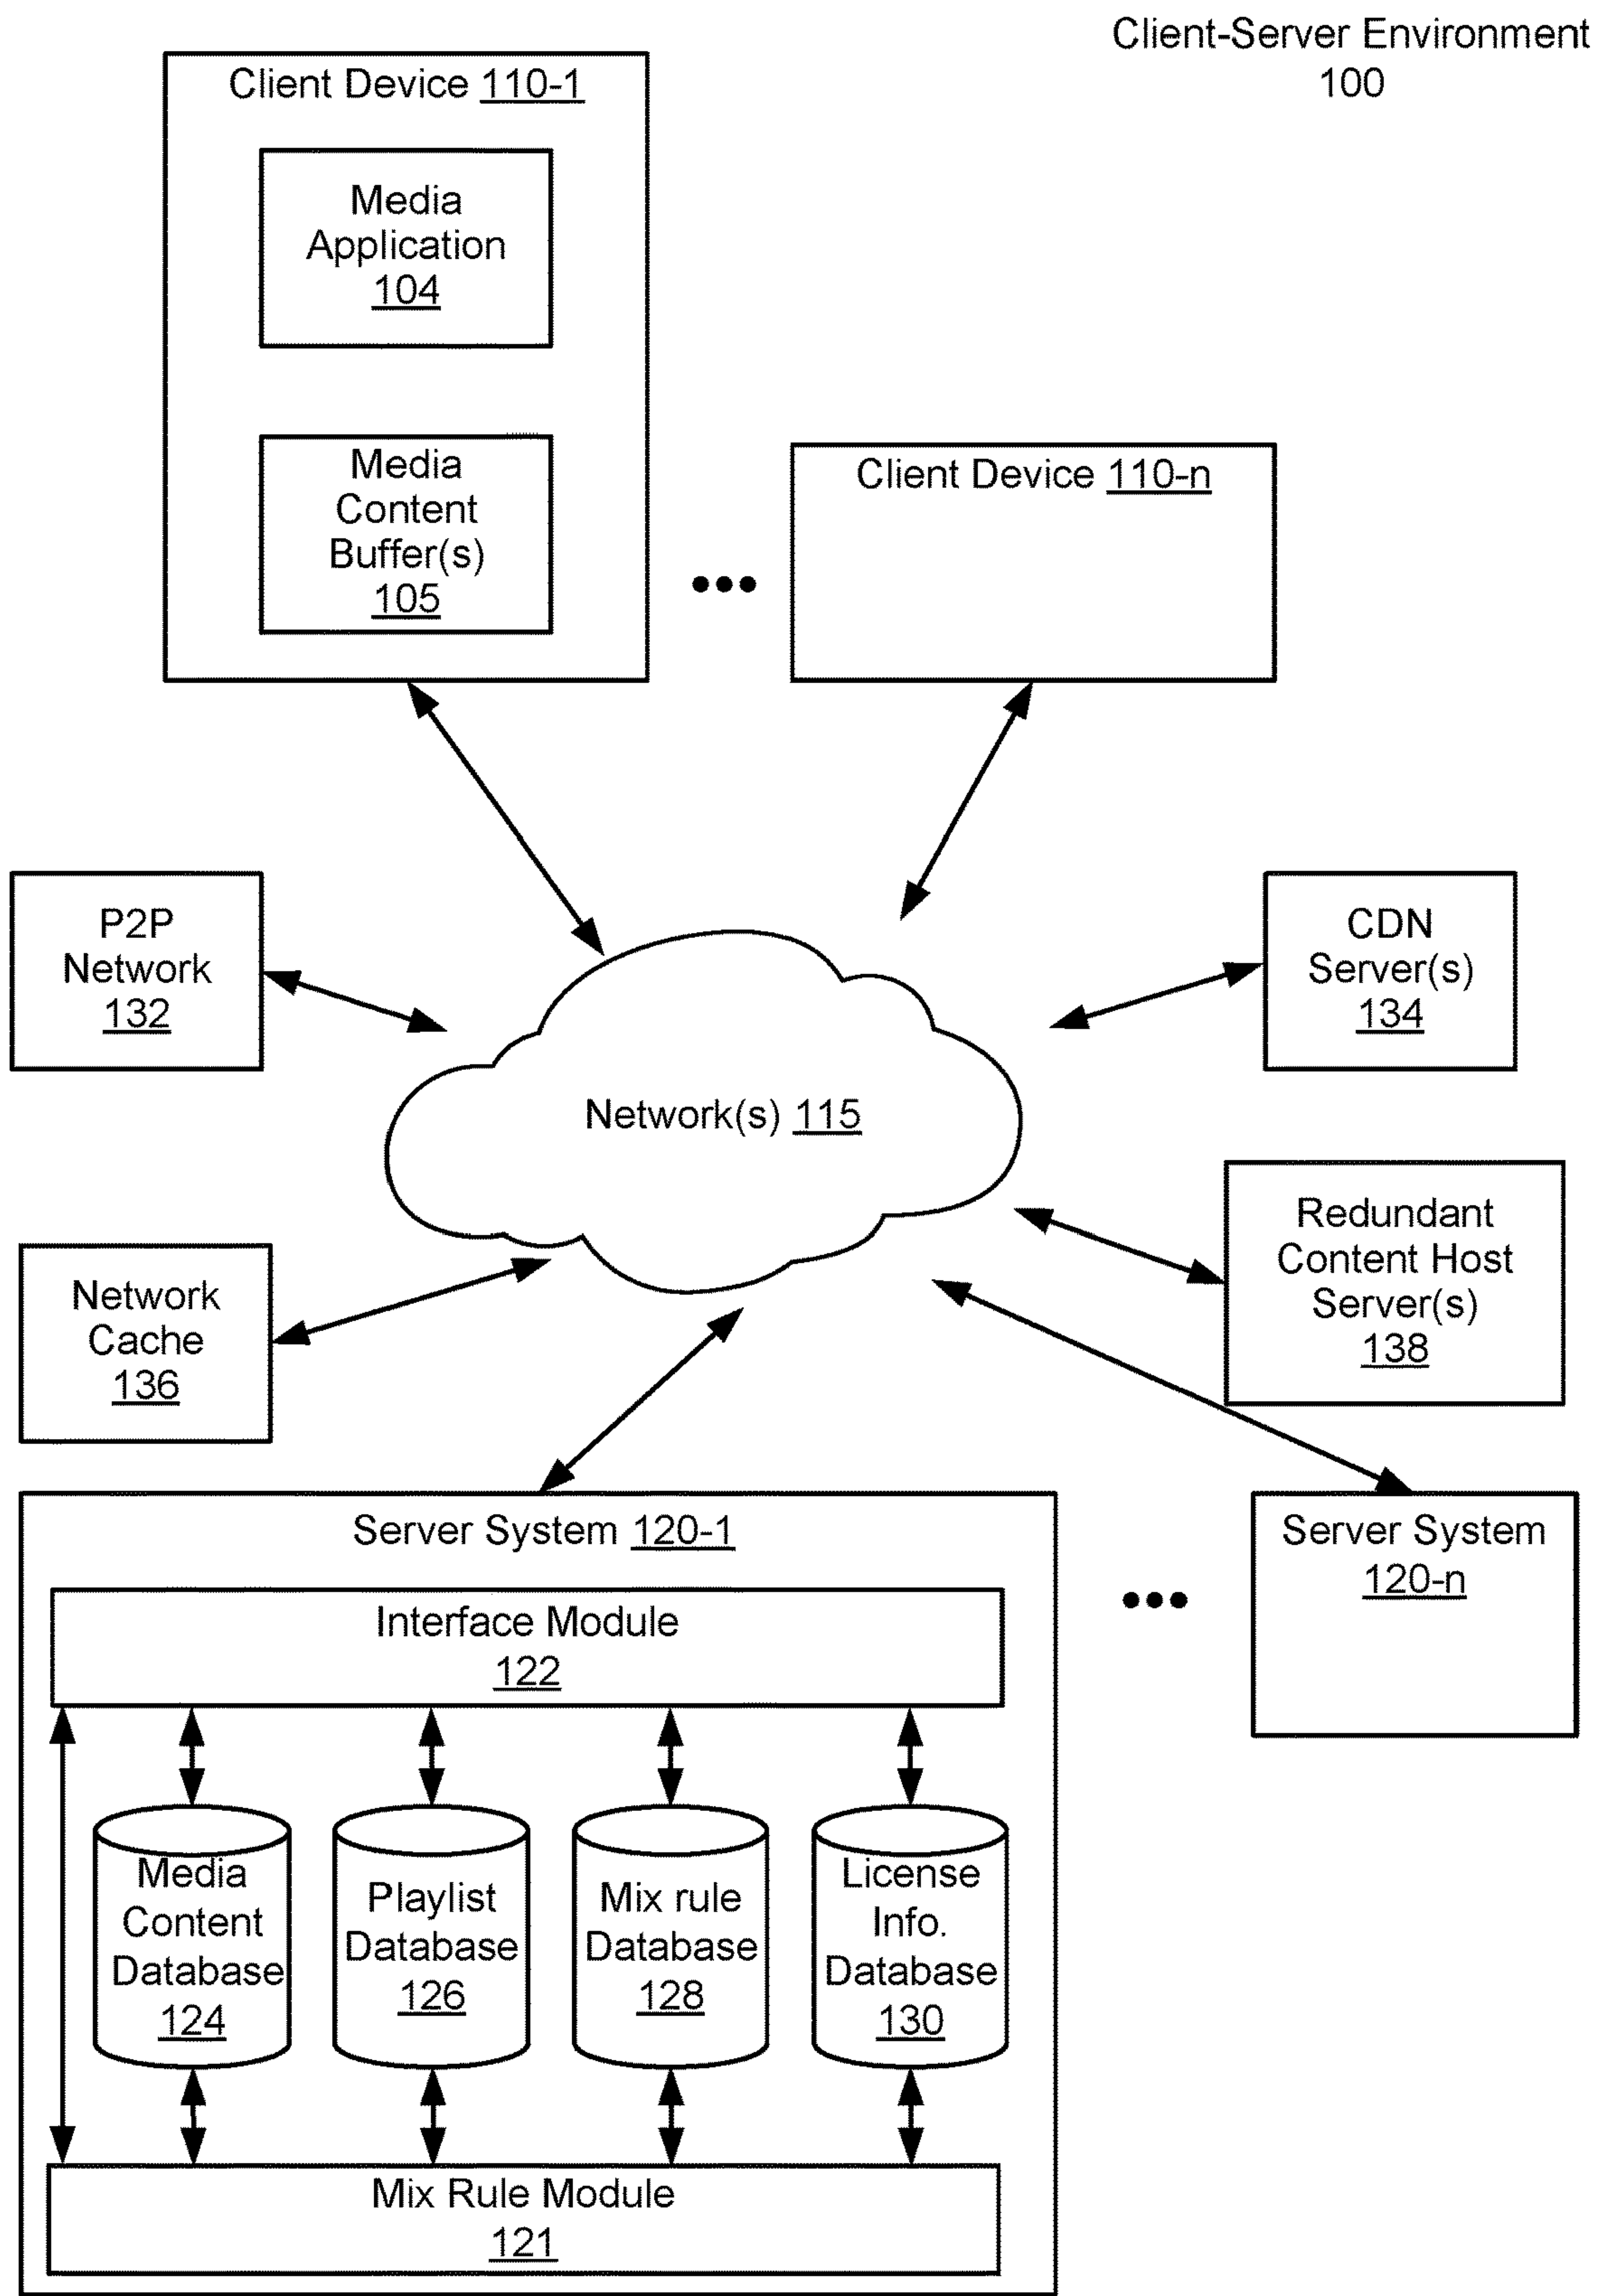 Client-Server Environment
100
Client Device 110-1
Media
Application
104
Media
Content
Buffer(s)
105
Client Device 110-n
P2P
Network
132
CDN
Server(s)
134
Network(s) 115
Redundant
Content Host
Server(s)
138
Network
Cache
136
Server System 120-1
Server System
120-n
Interface Module
122
Media
Content
Database
124
Playlist
Database
126
Mix rule
Database
128
License
Info.
Database
130
Mix Rule Module
121